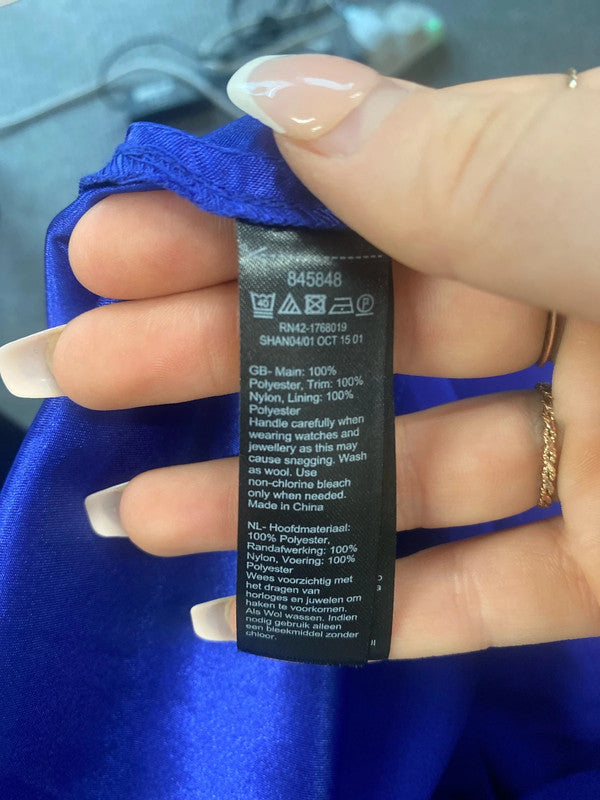 845848
40 P
RN42-1768019
SHAN04/01 OCT 15 01
GB- Main: 100%
Polyester, Trim: 100%
Nylon, Lining: 100%
Polyester
Handle carefully when
wearing watches and
jewellery as this may
cause snagging. Wash
as wool. Use
non-chlorine bleach
only when needed.
Made in China
NL- Hoofdmateriaal:
100% Polyester,
Randafwerking: 100%
Nylon, Voering: 100%
Polyester
Wees voorzichtig met
het dragen van
horloges en juwelen om
haken te voorkomen.
Als Wol wassen. Indien
nodig gebruik alleen
een bleekmiddel zonder
chloor.